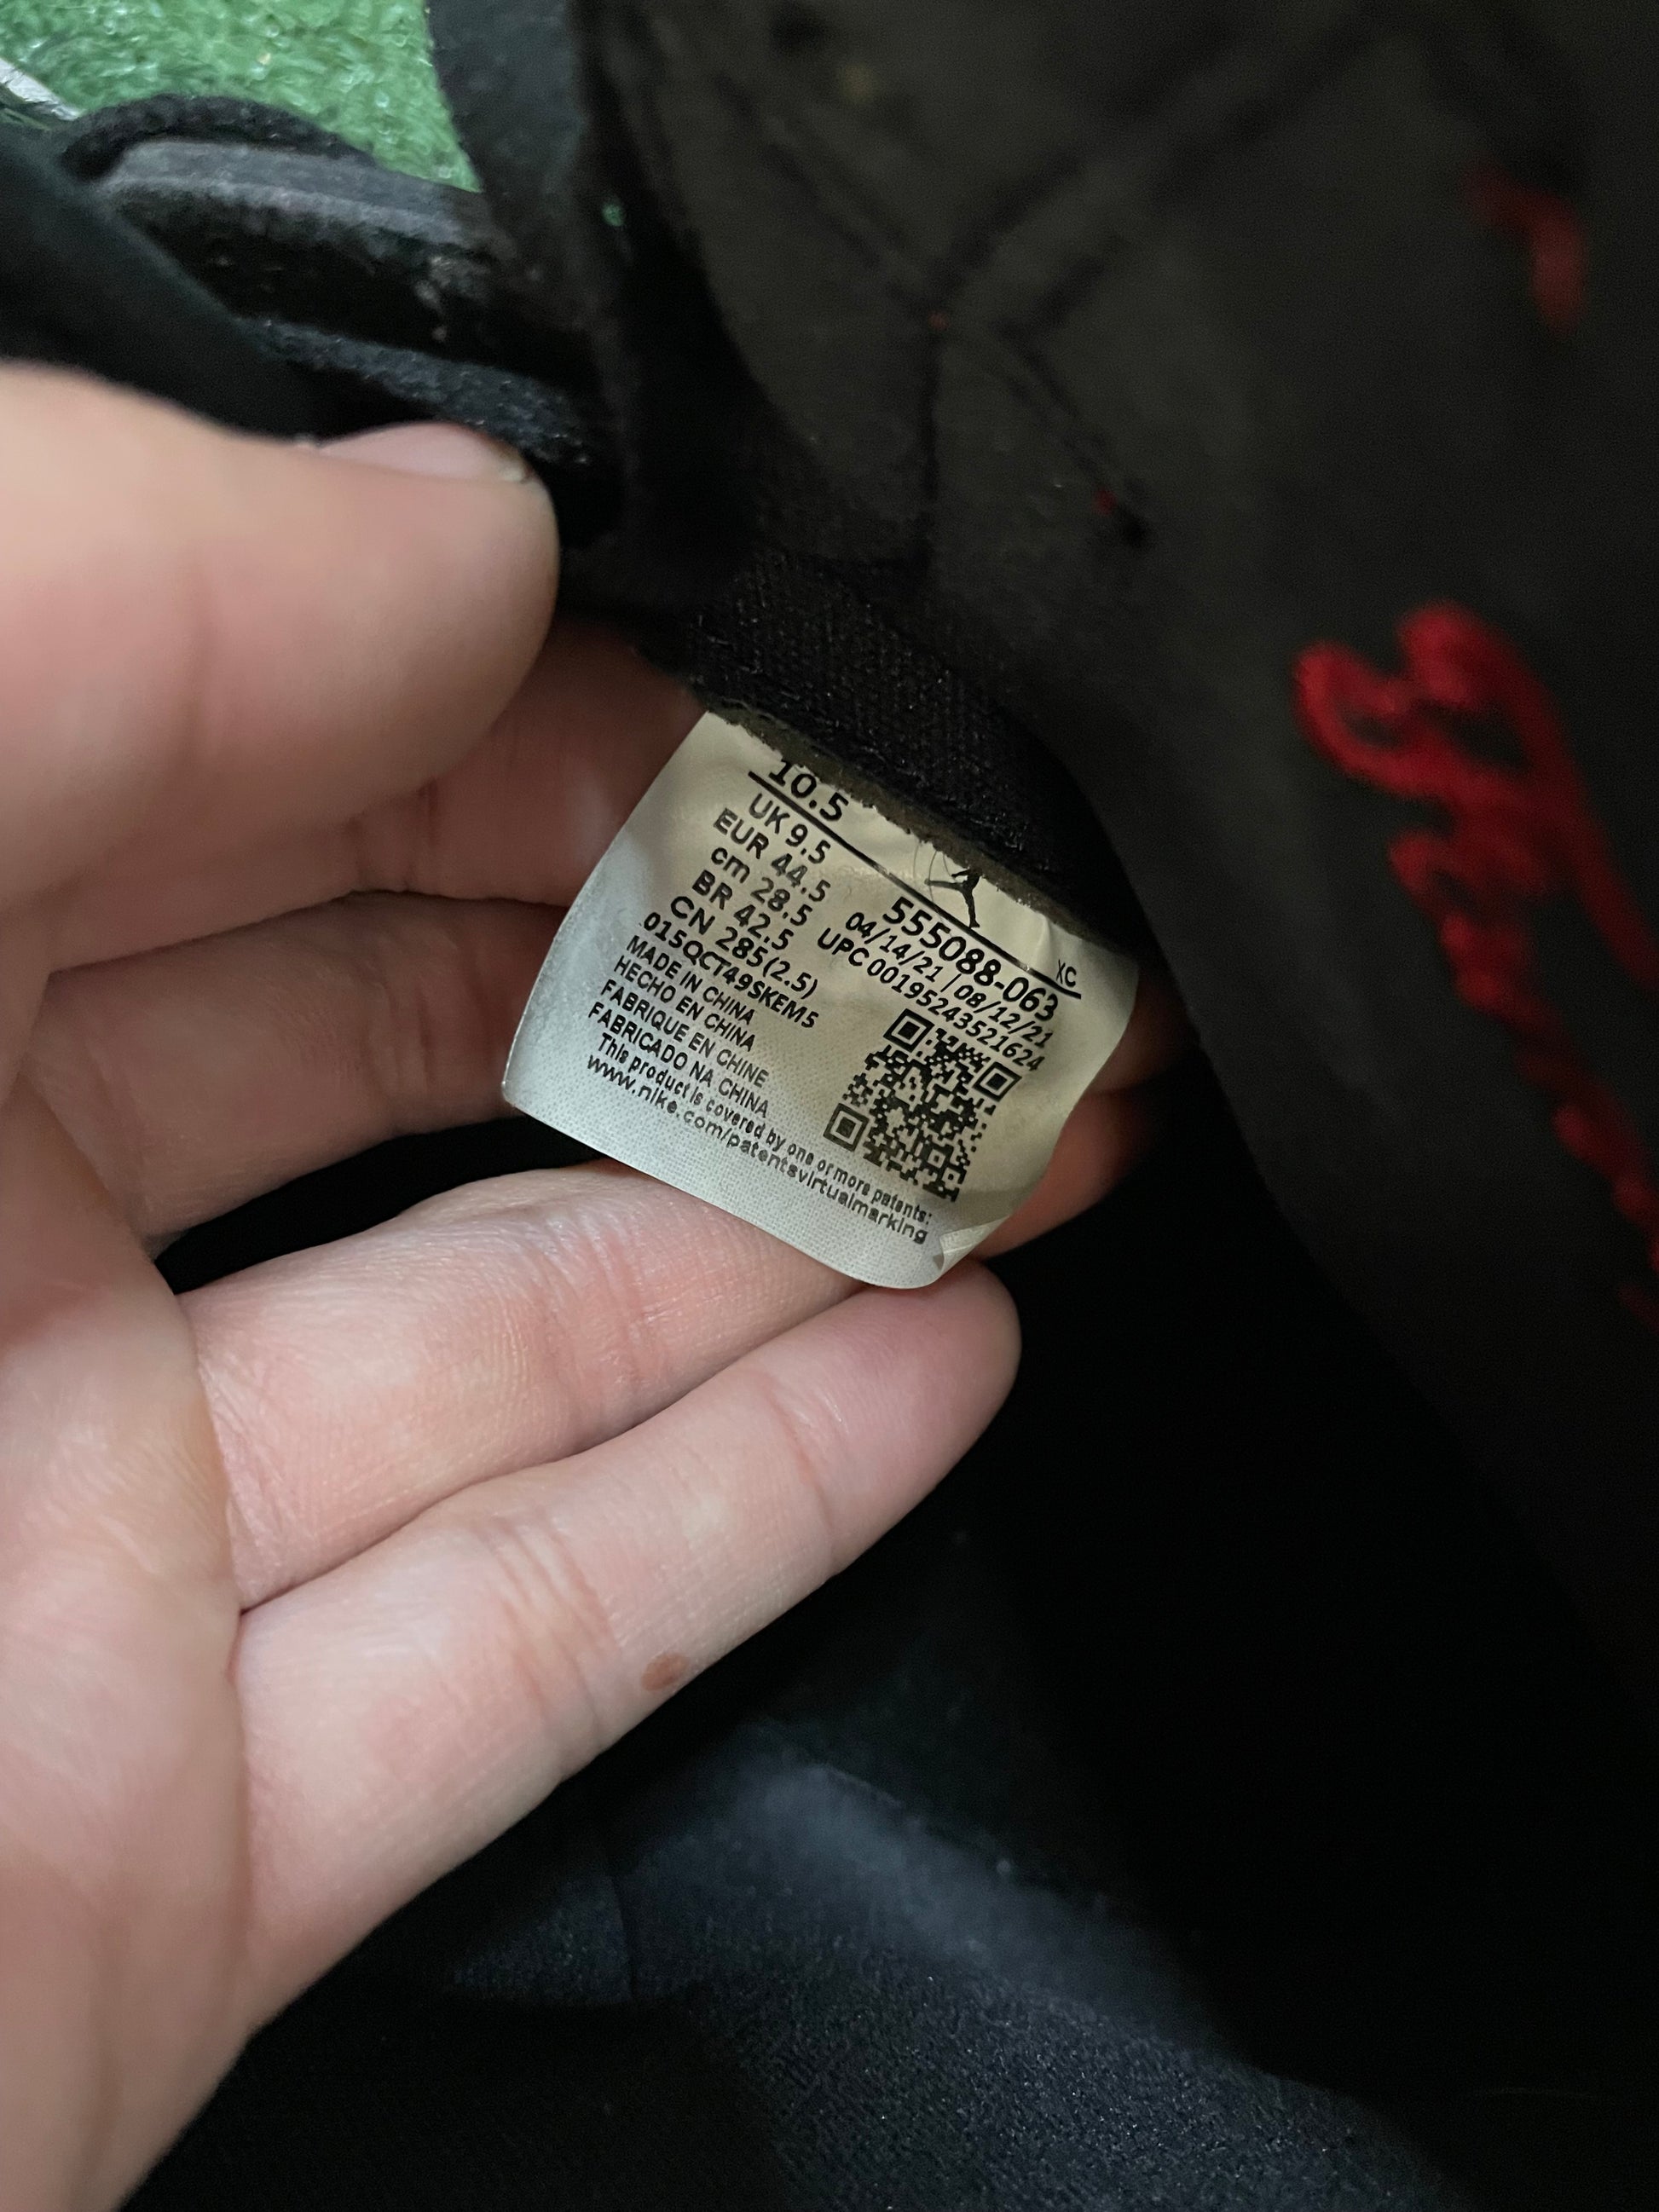 10.5
UK 9.5
EUR 44.5
cm 28.5
BR 42.5
CN 285(2.5)
015QCT49SKEM5
MADE IN CHINA
HECHO EN CHINA
FABRIQUE EN CHINE
FABRICADO NA CHINA
This product is covered by one or more patents:
www.nike.com/patentsvirtualmarking
XC
555088-063
04/14/21 | 08/12/21
UPC 00195243521624